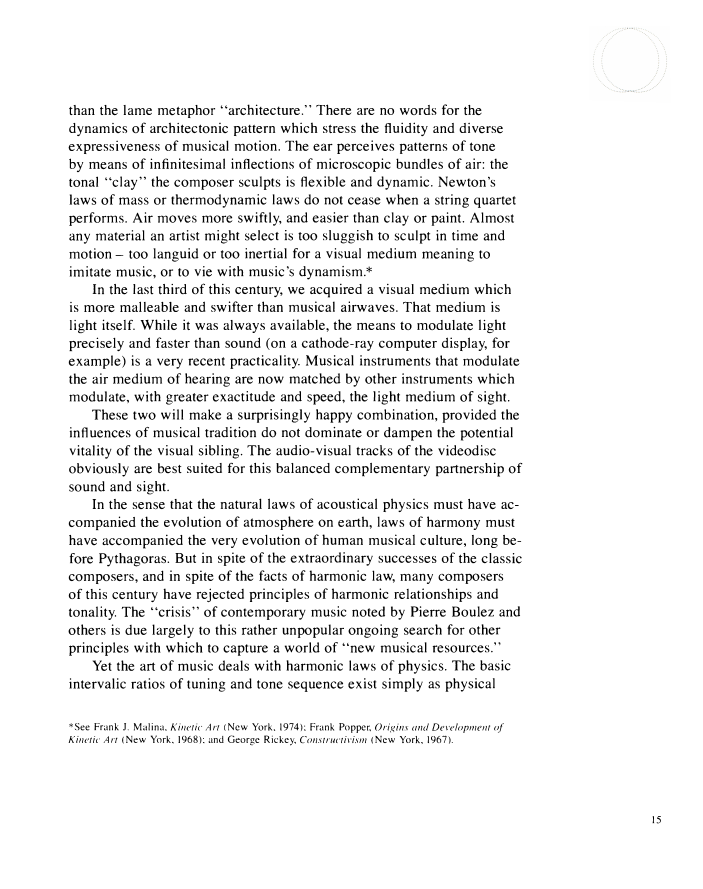 than the lame metaphor ‘‘architecture.’’ There are no words for the
dynamics of architectonic pattern which stress the fluidity and diverse
expressiveness of musical motion. The ear perceives patterns of tone
by means of infinitesimal inflections of microscopic bundles of air: the
tonal ‘‘clay’’ the composer sculpts is flexible and dynamic. Newton's
laws of mass or thermodynamic laws do not cease when a string quartet
performs. Air moves more swiftly, and easier than clay or paint. Almost
any material an artist might select is too sluggish to sculpt in time and
motion – too languid or too inertial for a visual medium meaning to
imitate music, or to vie with music's dynamism.*
In the last third of this century, we acquired a visual medium which
is more malleable and swifter than musical airwaves. That medium is
light itself. While it was always available, the means to modulate light
precisely and faster than sound (on a cathode-ray computer display, for
example) is a very recent practicality. Musical instruments that modulate
the air medium of hearing are now matched by other instruments which
modulate, with greater exactitude and speed, the light medium of sight.
These two will make a surprisingly happy combination, provided the
influences of musical tradition do not dominate or dampen the potential
vitality of the visual sibling. The audio-visual tracks of the videodisc
obviously are best suited for this balanced complementary partnership of
sound and sight.
In the sense that the natural laws of acoustical physics must have ac-
companied the evolution of atmosphere on earth, laws of harmony must
have accompanied the very evolution of human musical culture, long be-
fore Pythagoras. But in spite of the extraordinary successes of the classic
composers, and in spite of the facts of harmonic law, many composers
of this century have rejected principles of harmonic relationships and
tonality. The ‘‘crisis’’ of contemporary music noted by Pierre Boulez and
others is due largely to this rather unpopular ongoing search for other
principles with which to capture a world of ‘‘new musical resources.’’
Yet the art of music deals with harmonic laws of physics. The basic
intervalic ratios of tuning and tone sequence exist simply as physical
*See Frank J. Malina, Kinetic Art (New York, 1974); Frank Popper, Origins and Development of
Kinetic Art (New York, 1968); and George Rickey, Constructivism (New York, 1967).
15